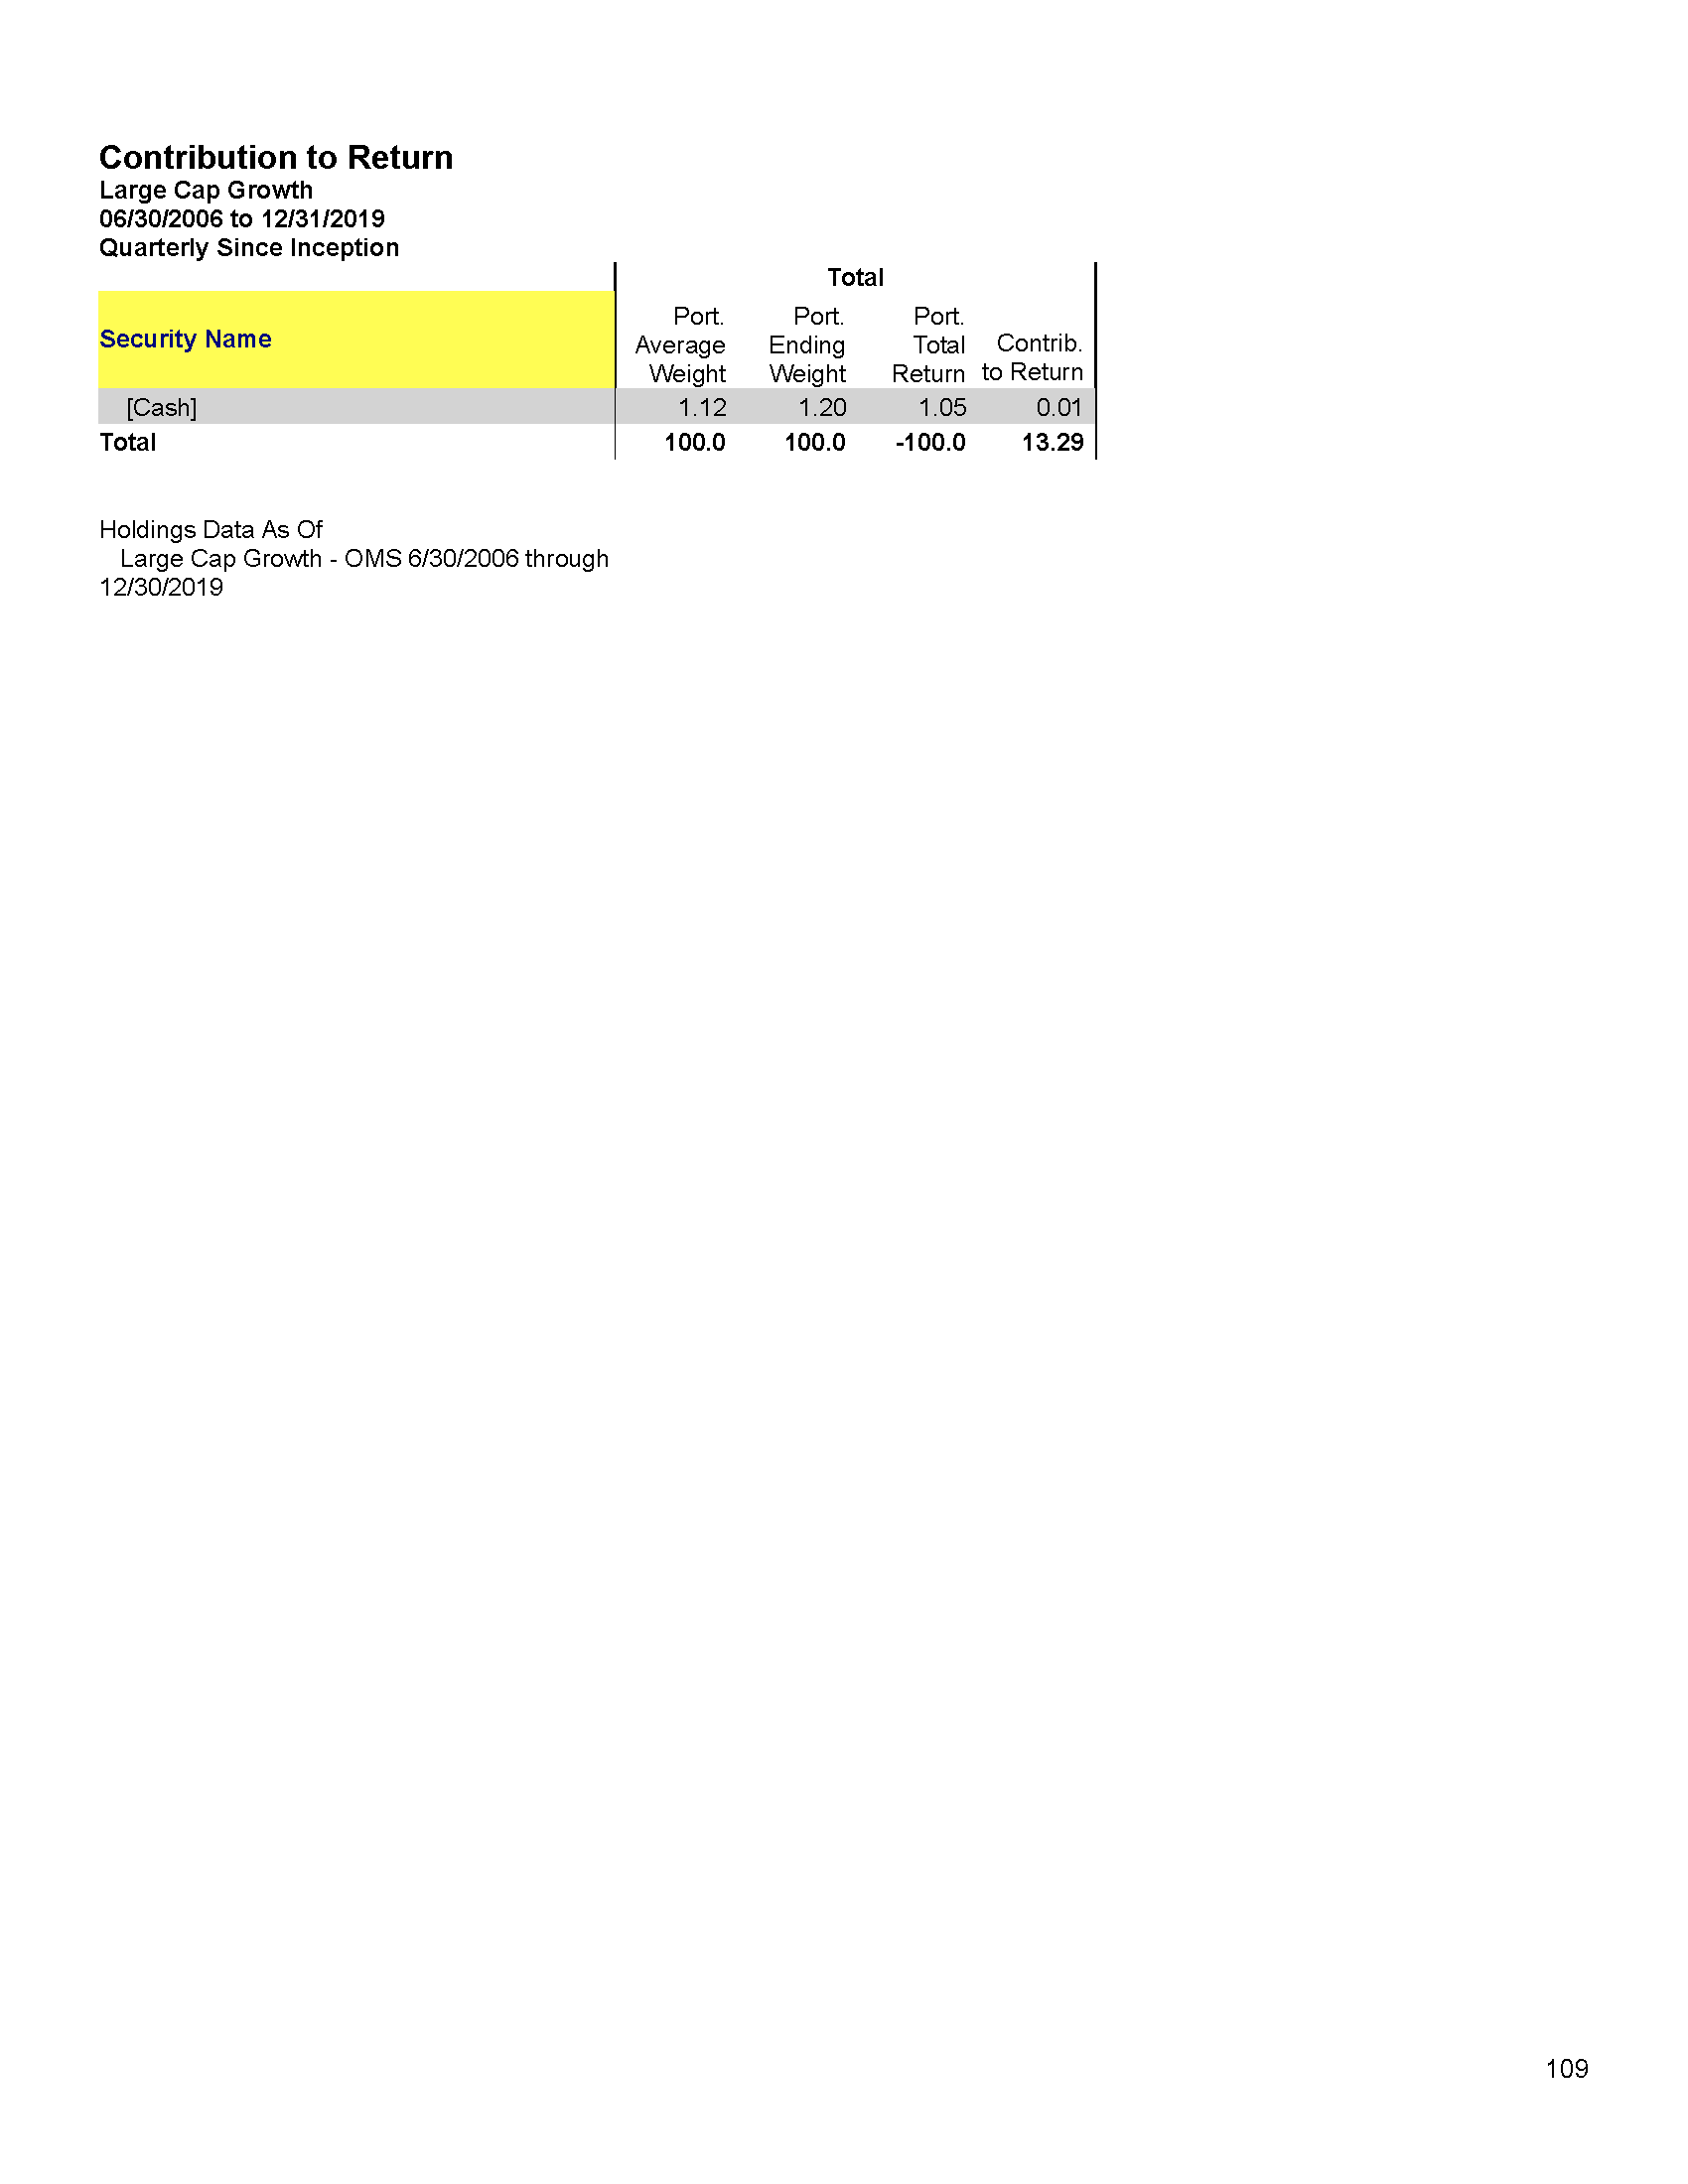 Contribution to Return
Large Cap Growth
06/30/2006 to 12/31/2019
Quarterly Since Inception
Total
Security Name
Port. Average Weight
Port. Ending Weight
Port. Total Return
Contrib. to Return
[Cash] 1.12 1.20 1.05 0.01
Total 100.0 100.0 -100.0 13.29
Holdings Data As Of
Large Cap Growth - OMS 6/30/2006 through
12/30/2019
109